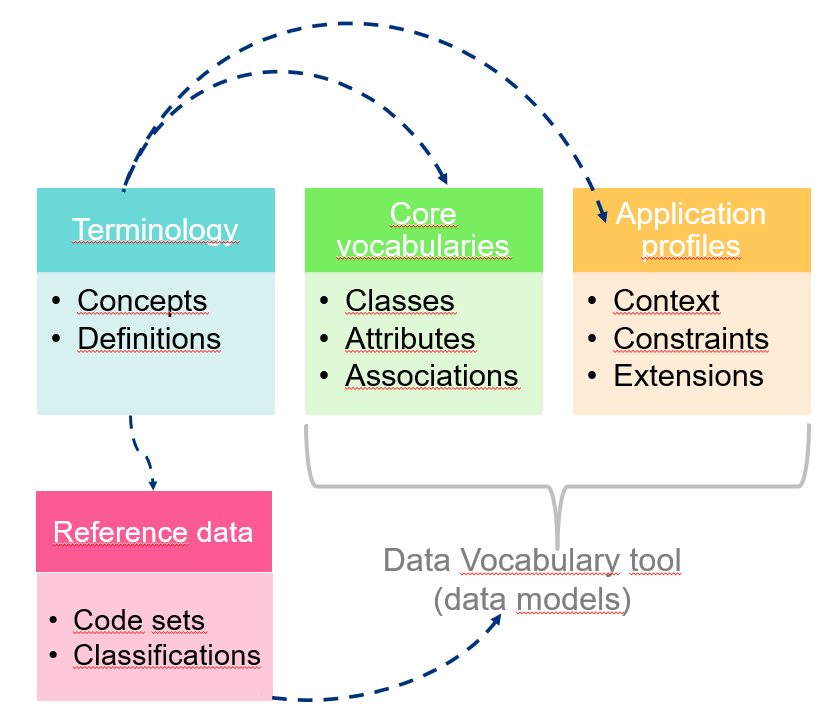 Terminology
• Concepts
• Definitions
Core
vocabularies
• Classes
• Attributes
• Associations
Application
profiles
• Context
• Constraints
• Extensions
Reference data
• Code sets
• Classifications
Data Vocabulary tool
(data models)